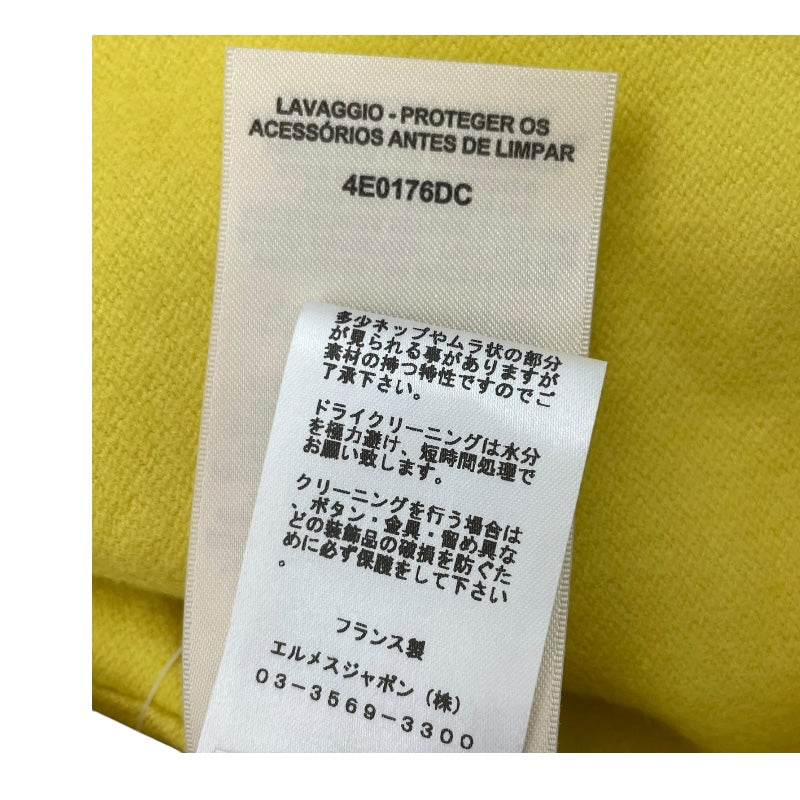 LAVAGGIO - PROTEGER OS
ACESSÓRIOS ANTES DE LIMPAR
4E0176DC
多少ネップやムラ状の部分
が見られる事がありますが
素材の持つ特性ですのでご
了承下さい。
ドライクリーニングは水分
を極力避け、短時間処理で
お願い致します。
クリーニングを行う場合は
、ボタン・金具・留め具な
どの装飾品の破損を防ぐた
めに必ず保護をして下さい
。
フランス製
エルメスジャポン（株）
０３－３５６９－３３００